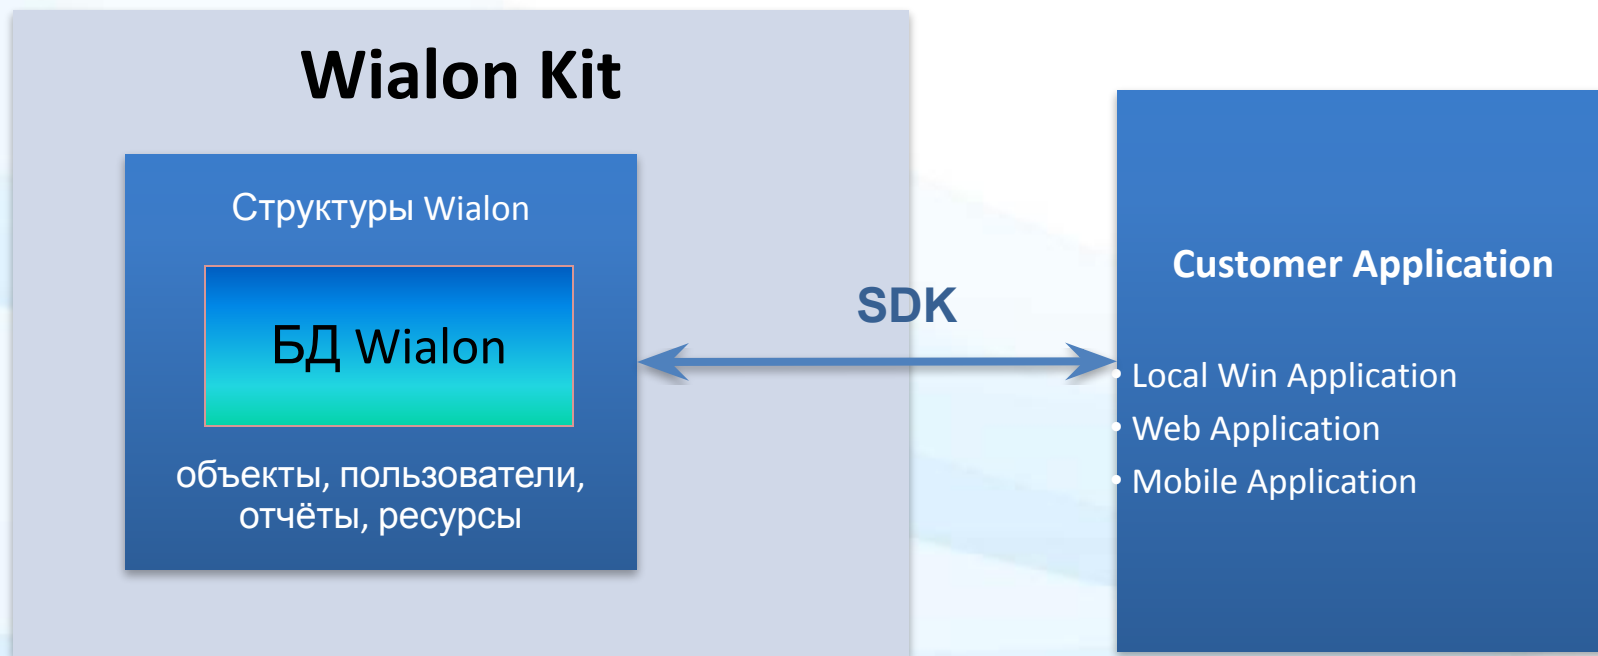 Wialon Kit
Структуры Wialon
БД Wialon
объекты, пользователи,
отчёты, ресурсы
SDK
Customer Application
• Local Win Application
• Web Application
• Mobile Application